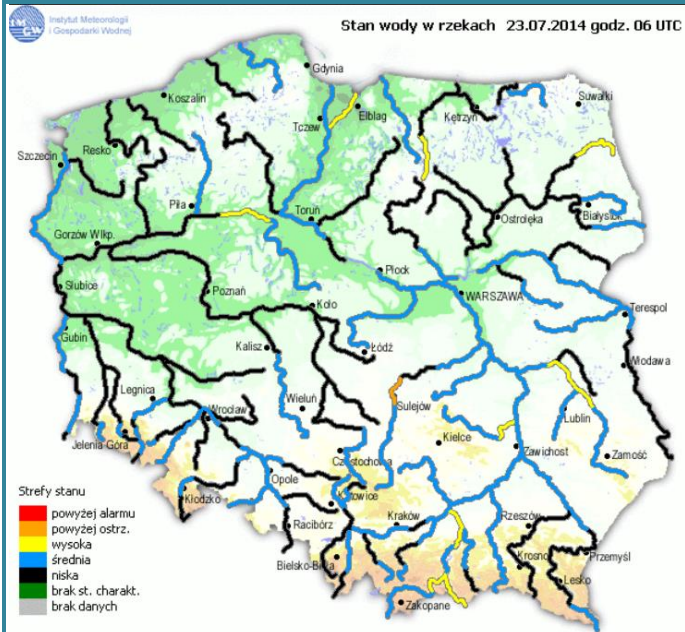 IMGW
Instytut Meteorologii
i Gospodarki Wodnej
Stan wody w rzekach 23.07.2014 godz. 06 UTC
Gdynia
Koszalin
Suwałki
Elbląg
Kętrzyn
Tczew
Resko
Szczecin
Piła
Toruń
Ostrołęka
Białystok
Gorzów Wlkp.
Płock
Słubice
Poznań
WARSZAWA
Koło
Terespol
Gubin
Kalisz
Łódź
Włodawa
Legnica
Wieluń
Sulejów
Wrocław
Lublin
Jelenia Góra
Kielce
Zawichost
Zamość
Częstochowa
Opole
Kłodzko
Katowice
Kraków
Rzeszów
Racibórz
Bielsko-Biała
Krosno
Przemyśl
Lesko
Zakopane
Strefy stanu
powyżej alarmu
powyżej ostrz.
wysoka
średnia
niska
brak st. charakt.
brak danych